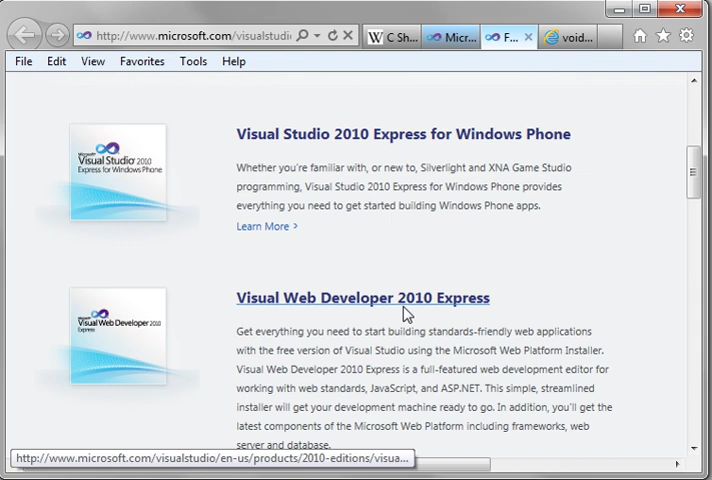 http://www.microsoft.com/visualstudi
C Sh...
Micr...
F...
void...
File Edit View Favorites Tools Help
Microsoft
Visual Studio 2010
Express for Windows Phone
Visual Studio 2010 Express for Windows Phone
Whether you're familiar with, or new to, Silverlight and XNA Game Studio
programming, Visual Studio 2010 Express for Windows Phone provides
everything you need to get started building Windows Phone apps.
Learn More >
Microsoft
Visual Web Developer 2010
Express
Visual Web Developer 2010 Express
Get everything you need to start building standards-friendly web applications
with the free version of Visual Studio using the Microsoft Web Platform Installer.
Visual Web Developer 2010 Express is a full-featured web development editor for
working with web standards, JavaScript, and ASP.NET. This simple, streamlined
installer will get your development machine ready to go. In addition, you'll get the
latest components of the Microsoft Web Platform including frameworks, web
server and database.
http://www.microsoft.com/visualstudio/en-us/products/2010-editions/visua...